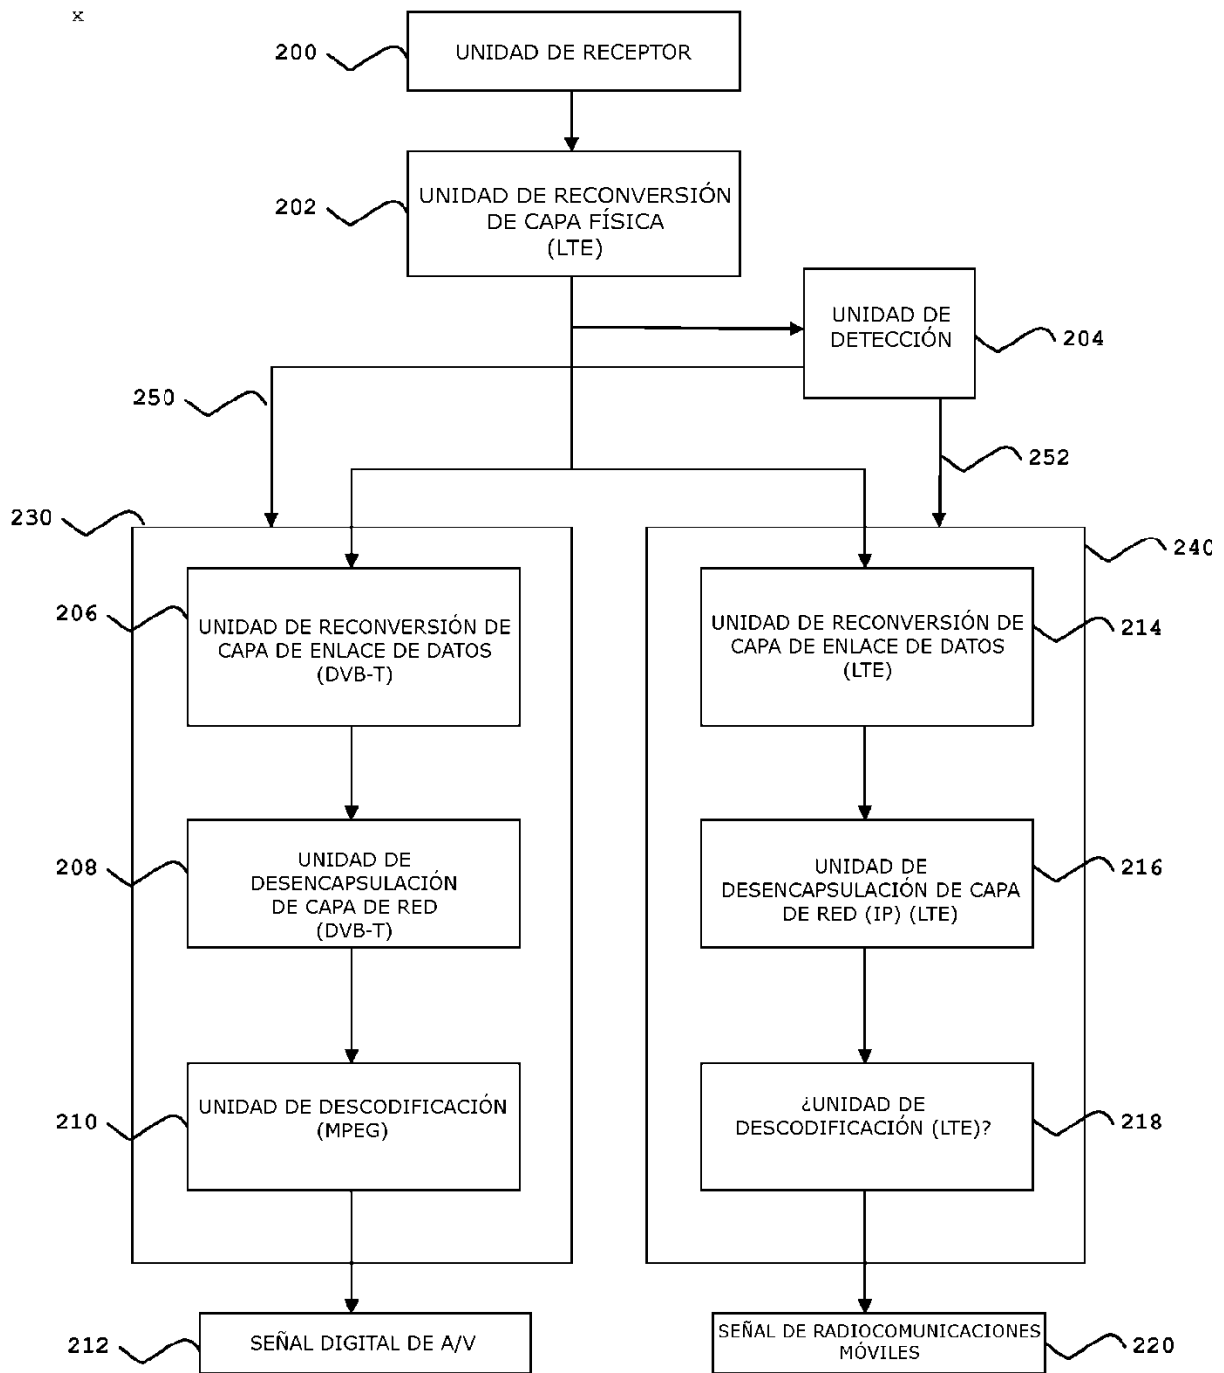 x
200
UNIDAD DE RECEPTOR
202
UNIDAD DE RECONVERSIÓN
DE CAPA FÍSICA
(LTE)
UNIDAD DE
DETECCIÓN
204
250
252
230
240
206
UNIDAD DE RECONVERSIÓN DE
CAPA DE ENLACE DE DATOS
(DVB-T)
UNIDAD DE RECONVERSIÓN DE
CAPA DE ENLACE DE DATOS
(LTE)
214
208
UNIDAD DE
DESENCAPSULACIÓN
DE CAPA DE RED
(DVB-T)
UNIDAD DE
DESENCAPSULACIÓN DE CAPA
DE RED (IP) (LTE)
216
210
UNIDAD DE DESCODIFICACIÓN
(MPEG)
¿UNIDAD DE
DESCODIFICACIÓN (LTE)?
218
212
SEÑAL DIGITAL DE A/V
SEÑAL DE RADIOCOMUNICACIONES
MÓVILES
220